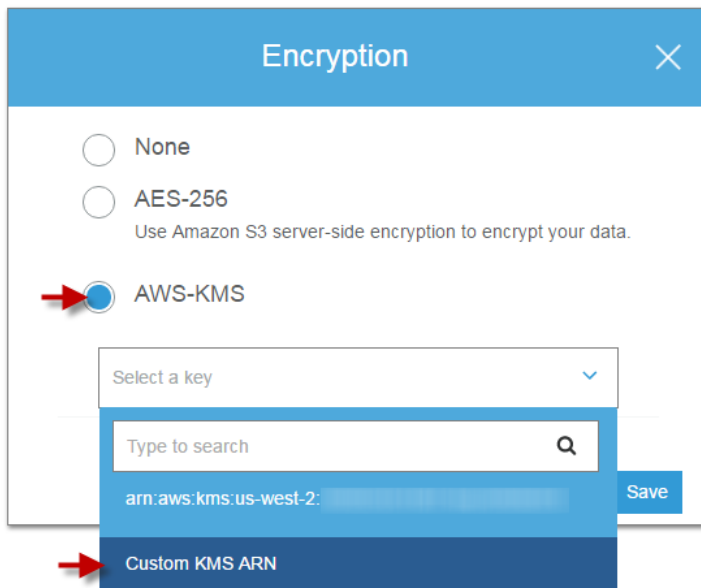 Encryption
None
AES-256
Use Amazon S3 server-side encryption to encrypt your data.
AWS-KMS
Select a key
Type to search
arn:aws:kms:us-west-2:
Save
Custom KMS ARN